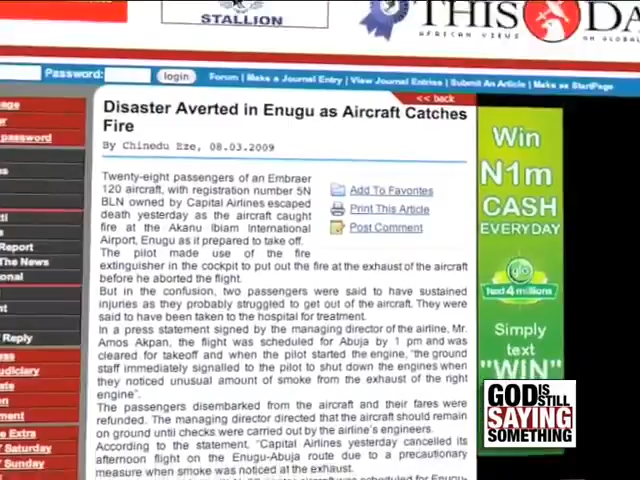 STALLION
THIS DA
AFRICAN VIEWS
ON GLOBAL
Password:
login
Forum | Make a Journal Entry | View Journal Entries | Submit An Article | Make as StartPage
<< back
Disaster Averted in Enugu as Aircraft Catches
Fire
By Chinedu Eze, 08.03.2009
Twenty-eight passengers of an Embraer
120 aircraft, with registration number 5N
BLN owned by Capital Airlines escaped
death yesterday as the aircraft caught
fire at the Akanu Ibiam International
Airport, Enugu as it prepared to take off.
The pilot made use of the fire
extinguisher in the cockpit to put out the fire at the exhaust of the aircraft
before he aborted the flight.
But in the confusion, two passengers were said to have sustained
injuries as they probably struggled to get out of the aircraft. They were
said to have been taken to the hospital for treatment.
In a press statement signed by the managing director of the airline, Mr.
Amos Akpan, the flight was scheduled for Abuja by 1 pm and was
cleared for takeoff and when the pilot started the engine, "the ground
staff immediately signalled to the pilot to shut down the engines when
they noticed unusual amount of smoke from the exhaust of the right
engine".
The passengers disembarked from the aircraft and their fares were
refunded. The managing director directed that the aircraft should remain
on ground until checks were carried out by the airline's engineers.
According to the statement, "Capital Airlines yesterday cancelled its
afternoon flight on the Enugu-Abuja route due to a precautionary
measure when smoke was noticed at the exhaust.
Add To Favorites
Print This Article
Post Comment
password
Report
The News
Reply
Extra
Saturday
Sunday
Win
N1m
CASH
EVERYDAY
glo
Text 4 millions
Simply
text
"WIN"
GOD IS
STILL
SAYING
SOMETHING